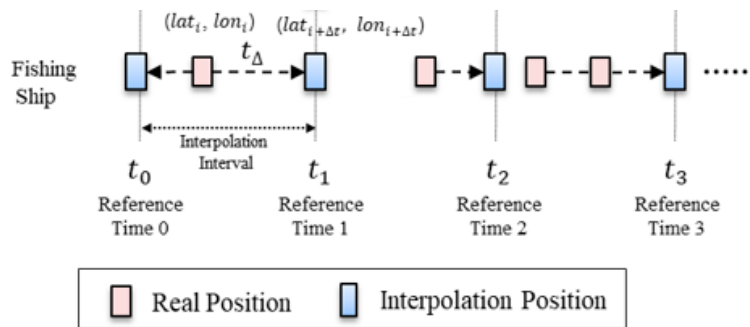 (lat_i, lon_i)
(lat_{i+Δt}, lon_{i+Δt})
t_Δ
Fishing
Ship
......
Interpolation
Interval
t_0
t_1
t_2
t_3
Reference
Time 0
Reference
Time 1
Reference
Time 2
Reference
Time 3
Real Position
Interpolation Position